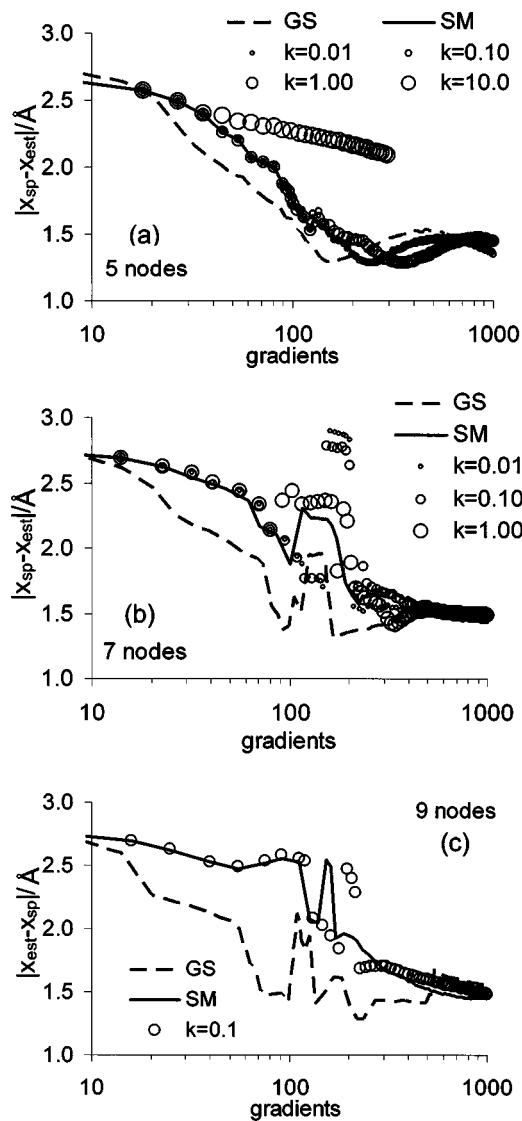 GS SM
k=0.01 k=0.10
k=1.00 k=10.0
3.0
2.5
2.0
1.5
1.0
|xsp-xest|/Å
(a)
5 nodes
10 100 1000
gradients
GS
SM
k=0.01
k=0.10
k=1.00
3.0
2.5
2.0
1.5
1.0
|xsp-xest|/Å
(b)
7 nodes
10 100 1000
gradients
9 nodes
(c)
3.0
2.5
2.0
1.5
1.0
|xest-xsp|/Å
GS
SM
k=0.1
10 100 1000
gradients